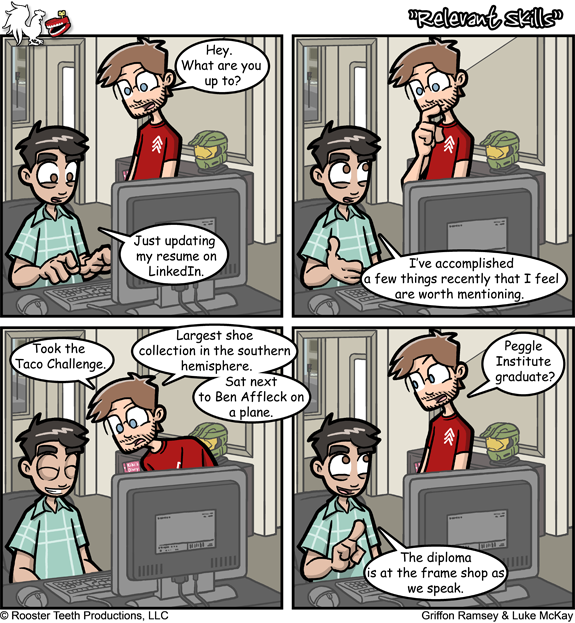 "Relevant Skills"
Hey.
What are you
up to?
Just updating
my resume on
LinkedIn.
I've accomplished
a few things recently that I feel
are worth mentioning.
Took the
Taco Challenge.
Largest shoe
collection in the southern
hemisphere.
Sat next
to Ben Affleck on
a plane.
Peggle
Institute
graduate?
The diploma
is at the frame shop as
we speak.
© Rooster Teeth Productions, LLC
Griffon Ramsey & Luke McKay